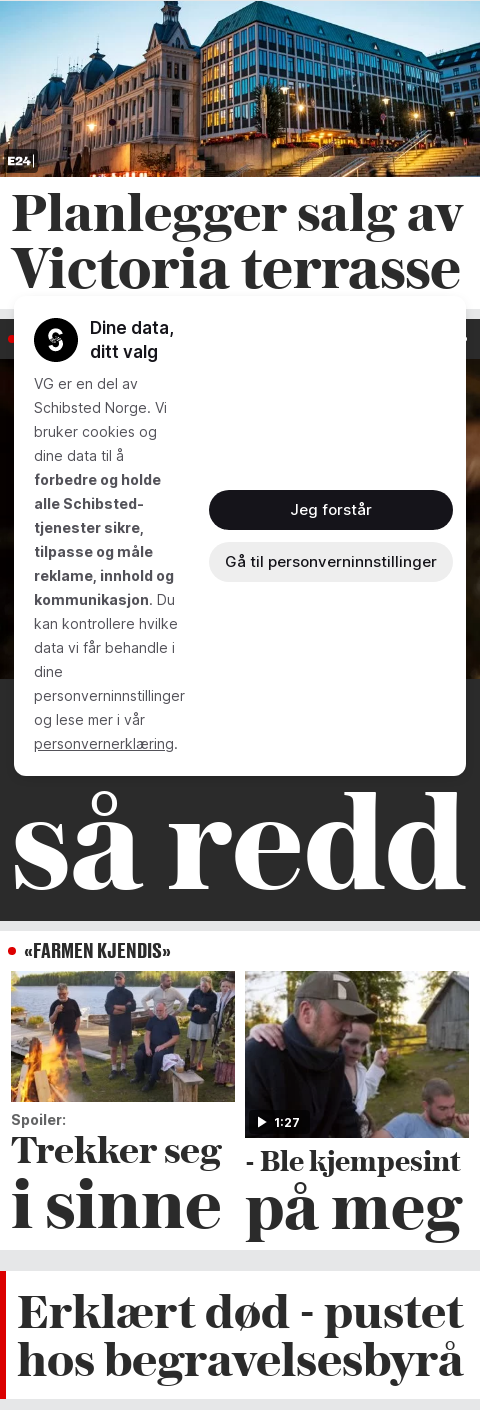 E24
Planlegger salg av
Victoria terrasse
Dine data,
ditt valg
VG er en del av
Schibsted Norge. Vi
bruker cookies og
dine data til å
forbedre og holde
alle Schibsted-
tjenester sikre,
tilpasse og måle
reklame, innhold og
kommunikasjon. Du
kan kontrollere hvilke
data vi får behandle i
dine
personverninnstillinger
og lese mer i vår
personvernerklæring.
Jeg forstår
Gå til personverninnstillinger
så redd
«FARMEN KJENDIS»
Spoiler:
Trekker seg
i sinne
1:27
- Ble kjempesint
på meg
Erklært død - pustet
hos begravelsesbyrå